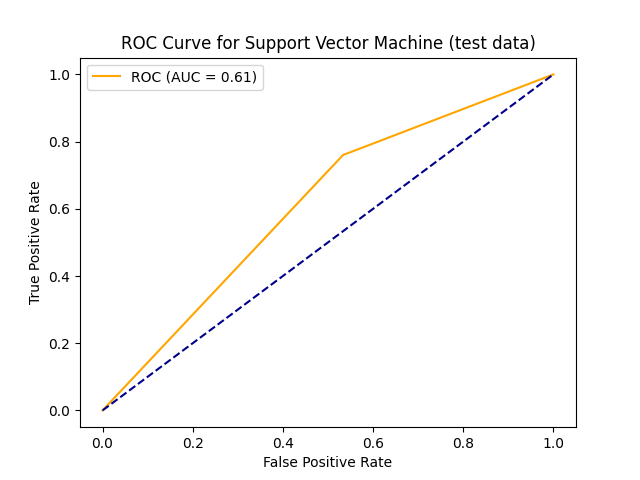 ROC Curve for Support Vector Machine (test data)
ROC (AUC = 0.61)
1.0
0.8
0.6
0.4
0.2
0.0
True Positive Rate
0.0 0.2 0.4 0.6 0.8 1.0
False Positive Rate